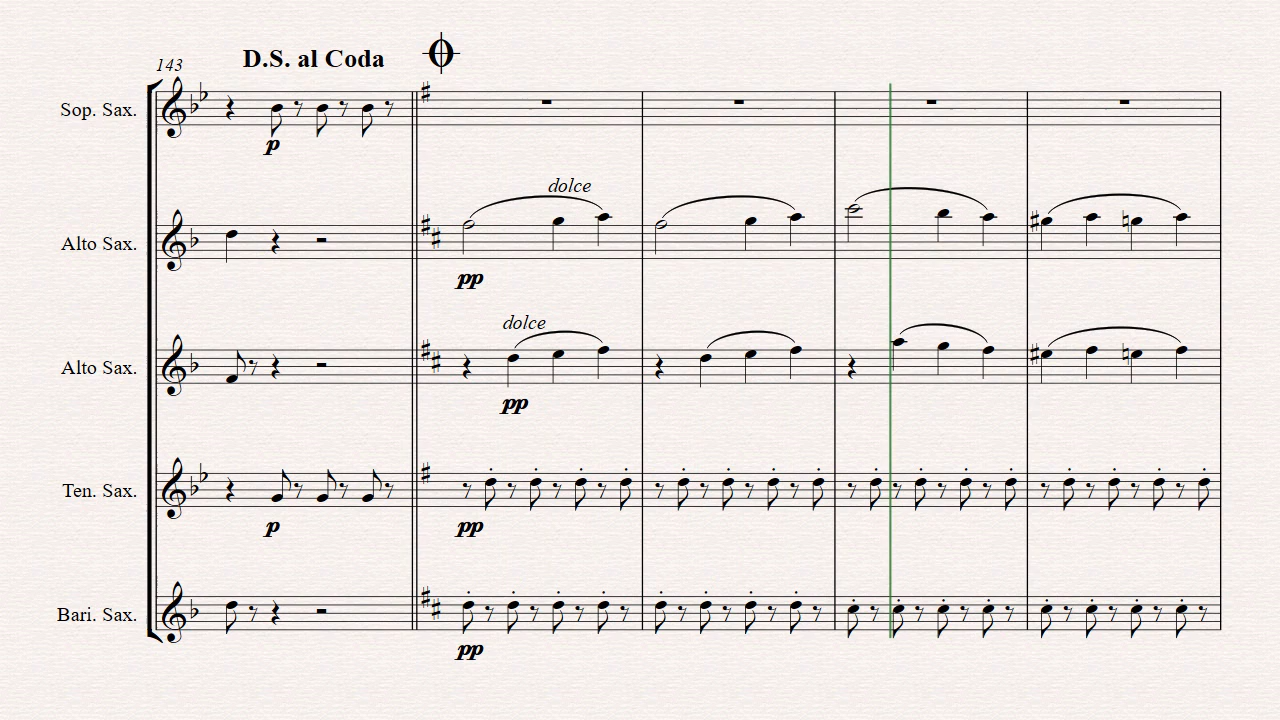 143 D.S. al Coda
Sop. Sax.
p
dolce
Alto Sax.
pp
dolce
Alto Sax.
pp
Ten. Sax.
p pp
Bari. Sax.
pp